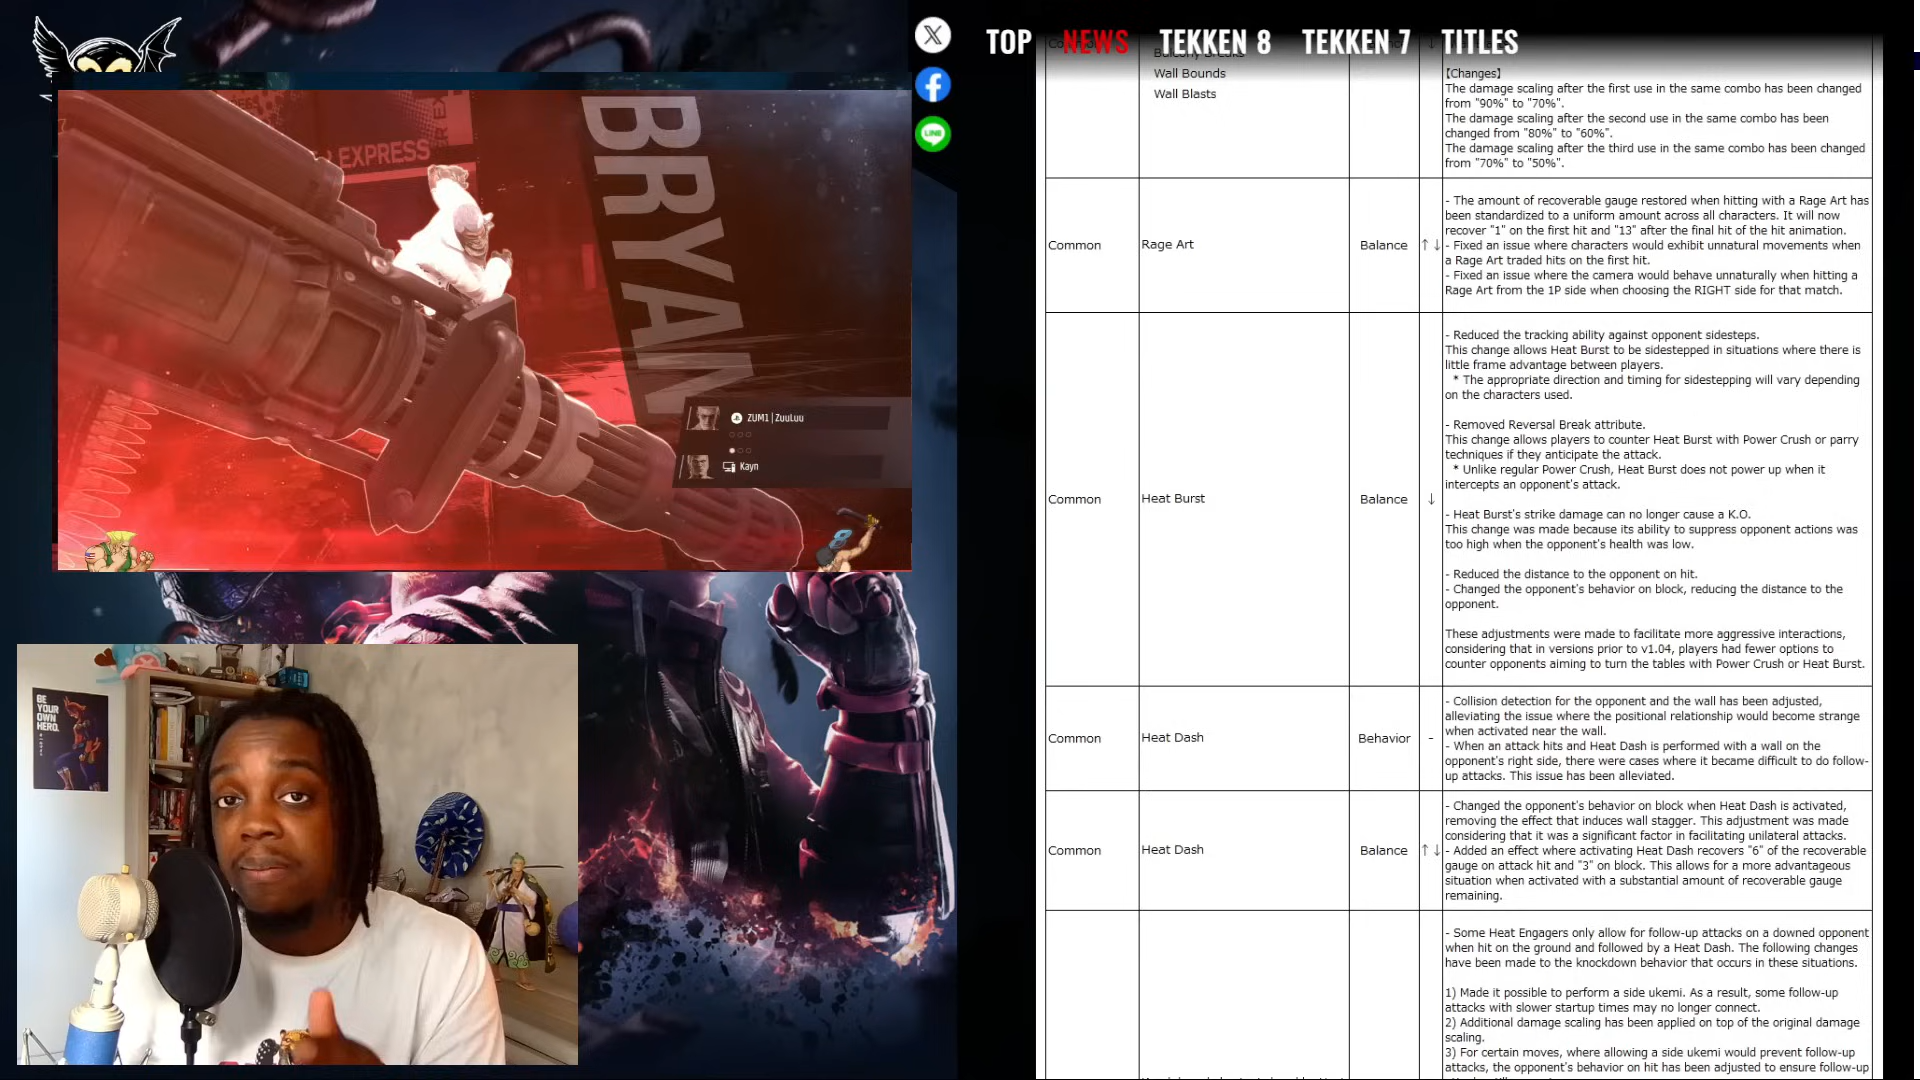 TOP NEWS TEKKEN 8 TEKKEN 7 TITLES
X
LINE
EXPRESS
BRYAN
ZUM1 | ZuuLuu
Kayn
8
BE
YOUR
OWN
HERO.
Balcony Breaks
Wall Bounds
Wall Blasts
【Changes】
The damage scaling after the first use in the same combo has been changed
from "90%" to "70%".
The damage scaling after the second use in the same combo has been
changed from "80%" to "60%".
The damage scaling after the third use in the same combo has been changed
from "70%" to "50%".
Common
Rage Art
Balance
↑↓
- The amount of recoverable gauge restored when hitting with a Rage Art has
been standardized to a uniform amount across all characters. It will now
recover "1" on the first hit and "13" after the final hit of the hit animation.
- Fixed an issue where characters would exhibit unnatural movements when
a Rage Art traded hits on the first hit.
- Fixed an issue where the camera would behave unnaturally when hitting a
Rage Art from the 1P side when choosing the RIGHT side for that match.
Common
Heat Burst
Balance
↓
- Reduced the tracking ability against opponent sidesteps.
This change allows Heat Burst to be sidestepped in situations where there is
little frame advantage between players.
* The appropriate direction and timing for sidestepping will vary depending
on the characters used.
- Removed Reversal Break attribute.
This change allows players to counter Heat Burst with Power Crush or parry
techniques if they anticipate the attack.
* Unlike regular Power Crush, Heat Burst does not power up when it
intercepts an opponent's attack.
- Heat Burst's strike damage can no longer cause a K.O.
This change was made because its ability to suppress opponent actions was
too high when the opponent's health was low.
- Reduced the distance to the opponent on hit.
- Changed the opponent's behavior on block, reducing the distance to the
opponent.
These adjustments were made to facilitate more aggressive interactions,
considering that in versions prior to v1.04, players had fewer options to
counter opponents aiming to turn the tables with Power Crush or Heat Burst.
Common
Heat Dash
Behavior
-
- Collision detection for the opponent and the wall has been adjusted,
alleviating the issue where the positional relationship would become strange
when activated near the wall.
- When an attack hits and Heat Dash is performed with a wall on the
opponent's right side, there were cases where it became difficult to do follow-
up attacks. This issue has been alleviated.
Common
Heat Dash
Balance
↑↓
- Changed the opponent's behavior on block when Heat Dash is activated,
removing the effect that induces wall stagger. This adjustment was made
considering that it was a significant factor in facilitating unilateral attacks.
- Added an effect where activating Heat Dash recovers "6" of the recoverable
gauge on attack hit and "3" on block. This allows for a more advantageous
situation when activated with a substantial amount of recoverable gauge
remaining.
- Some Heat Engagers only allow for follow-up attacks on a downed opponent
when hit on the ground and followed by a Heat Dash. The following changes
have been made to the knockdown behavior that occurs in these situations.
1) Made it possible to perform a side ukemi. As a result, some follow-up
attacks with slower startup times may no longer connect.
2) Additional damage scaling has been applied on top of the original damage
scaling.
3) For certain moves, where allowing a side ukemi would prevent follow-up
attacks, the opponent's behavior on hit has been adjusted to ensure follow-up